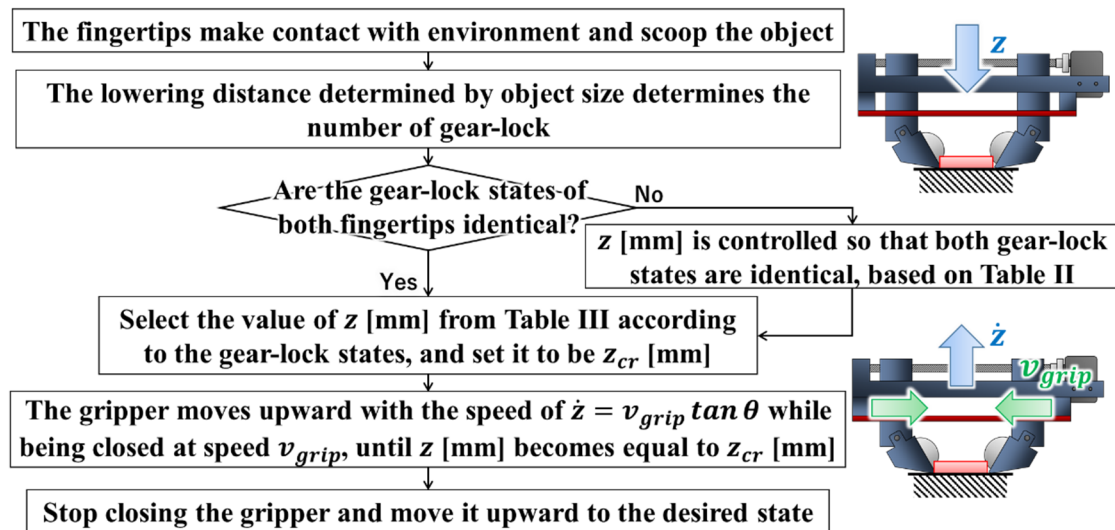 The fingertips make contact with environment and scoop the object
z
The lowering distance determined by object size determines the
number of gear-lock
Are the gear-lock states of
both fingertips identical?
No
Yes
z [mm] is controlled so that both gear-lock
states are identical, based on Table II
Select the value of z [mm] from Table III according
to the gear-lock states, and set it to be z_cr [mm]
ż
v_grip
The gripper moves upward with the speed of ż = v_grip tan θ while
being closed at speed v_grip, until z [mm] becomes equal to z_cr [mm]
Stop closing the gripper and move it upward to the desired state